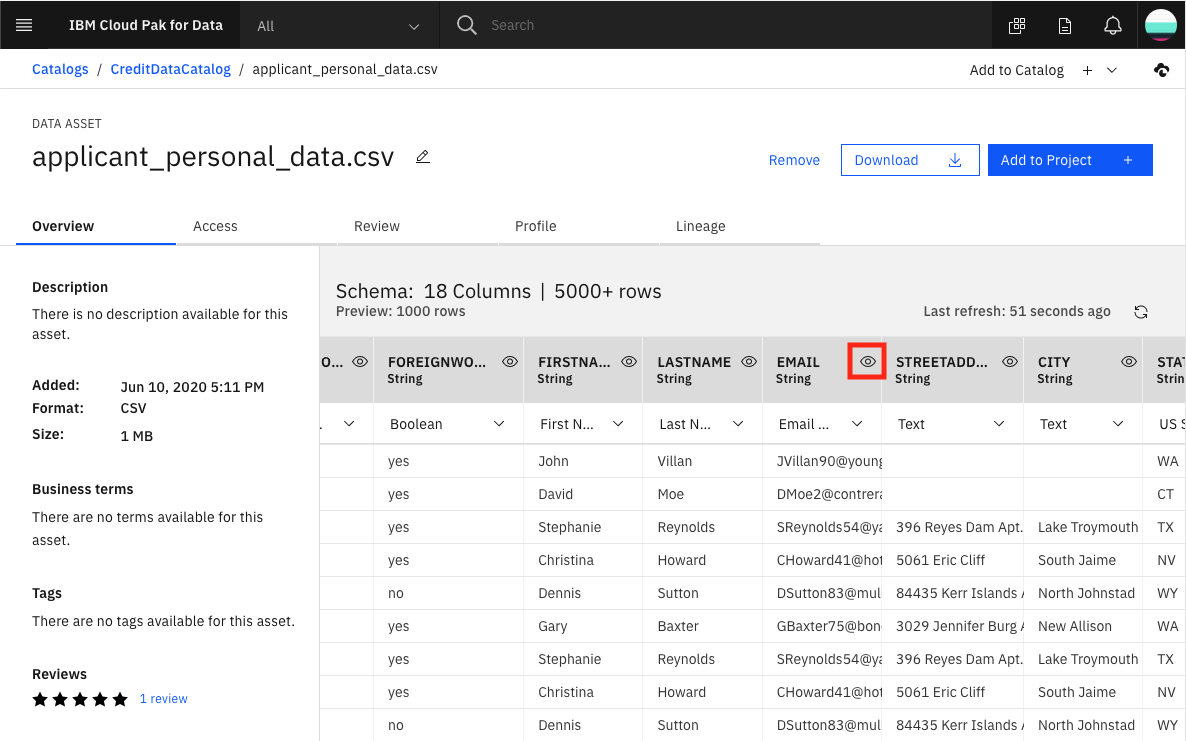 IBM Cloud Pak for Data All Search
Catalogs / CreditDataCatalog / applicant_personal_data.csv Add to Catalog +
DATA ASSET
applicant_personal_data.csv
Remove Download Add to Project +
Overview Access Review Profile Lineage
Description
There is no description available for this
asset.
Added: Jun 10, 2020 5:11 PM
Format: CSV
Size: 1 MB
Business terms
There are no terms available for this
asset.
Tags
There are no tags available for this asset.
Reviews
1 review
Schema: 18 Columns | 5000+ rows
Preview: 1000 rows Last refresh: 51 seconds ago
O... FOREIGNWO... FIRSTNA... LASTNAME EMAIL STREETADD... CITY STAT
String String String String String String Strin
. Boolean First N... Last N... Email ... Text Text US S
yes John Villan JVillan90@young WA
yes David Moe DMoe2@contrera CT
yes Stephanie Reynolds SReynolds54@ya 396 Reyes Dam Apt. Lake Troymouth TX
yes Christina Howard CHoward41@hot 5061 Eric Cliff South Jaime NV
no Dennis Sutton DSutton83@mul 84435 Kerr Islands A North Johnstad WY
yes Gary Baxter GBaxter75@bon 3029 Jennifer Burg A New Allison WA
yes Stephanie Reynolds SReynolds54@ya 396 Reyes Dam Apt. Lake Troymouth TX
yes Christina Howard CHoward41@hot 5061 Eric Cliff South Jaime NV
no Dennis Sutton DSutton83@mul 84435 Kerr Islands A North Johnstad WY